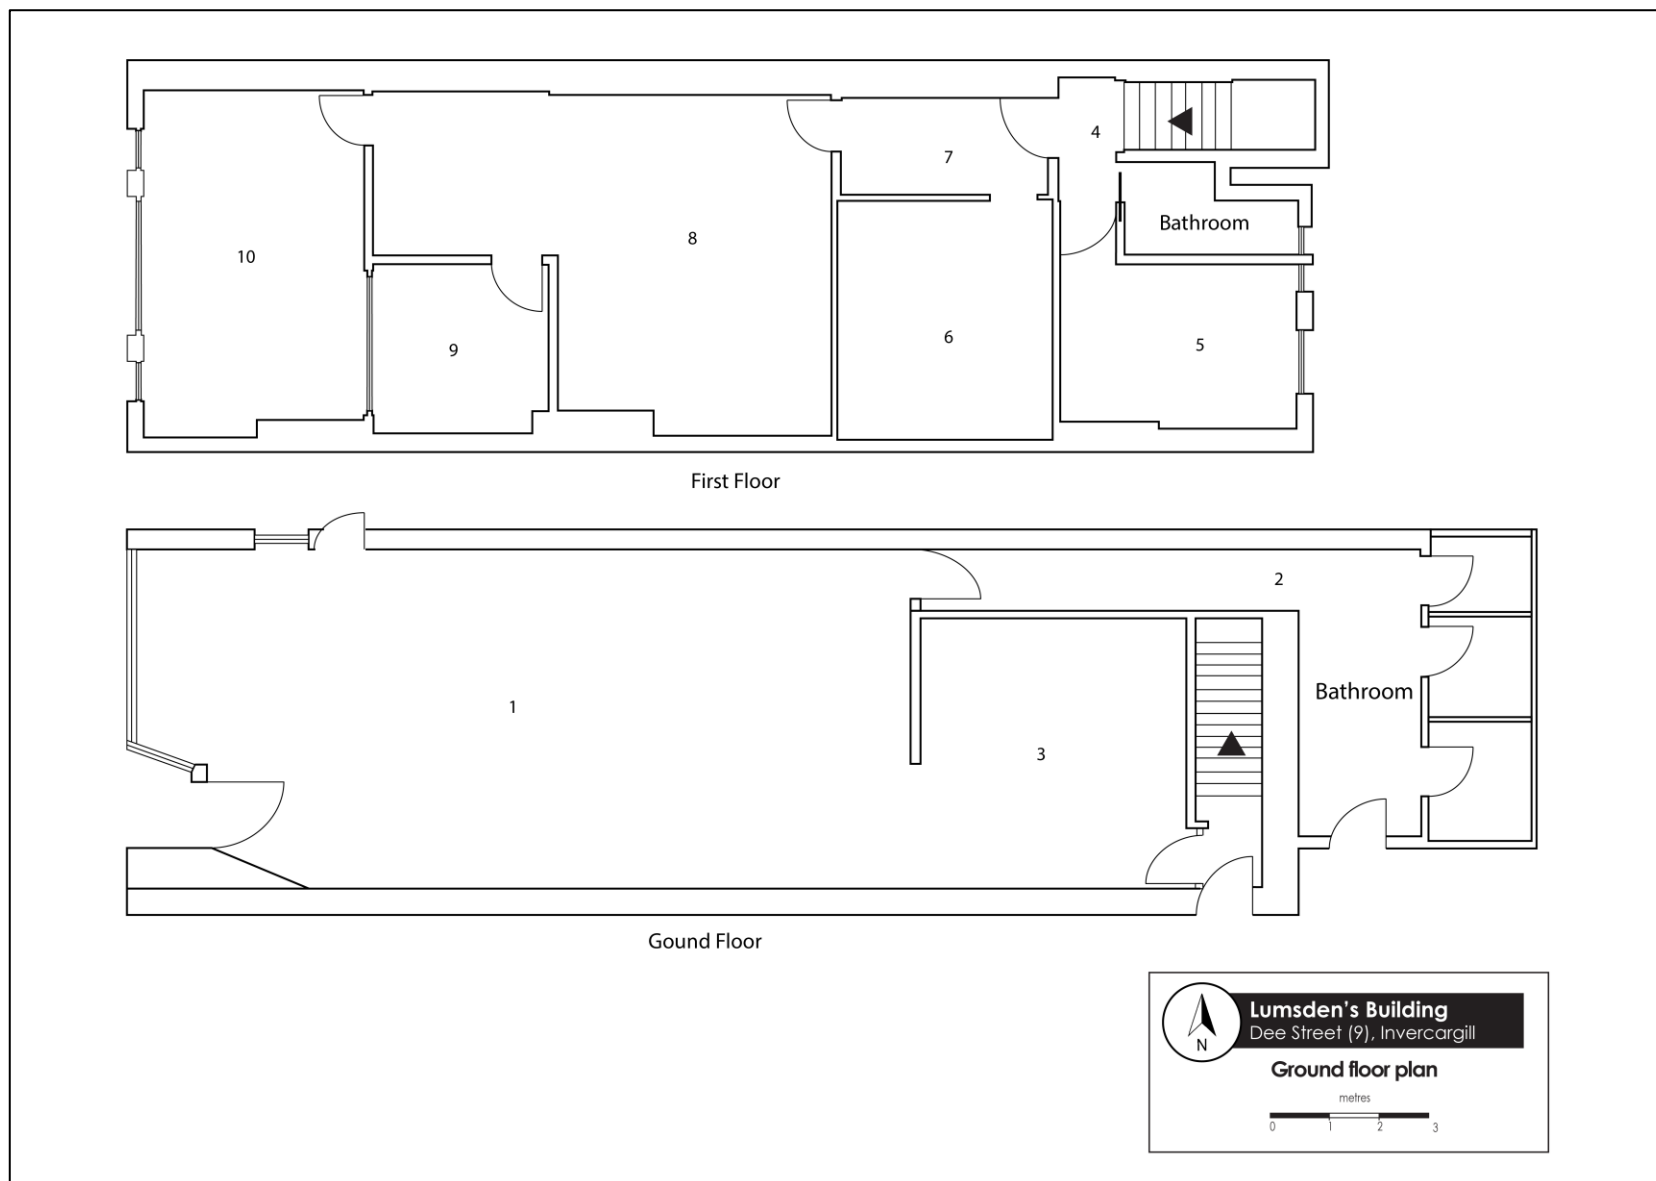 4
7
Bathroom
8
10
6
5
9
First Floor
2
Bathroom
1
3
Gound Floor
Lumsden's Building
Dee Street (9), Invercargill
N
Ground floor plan
metres
0 1 2 3